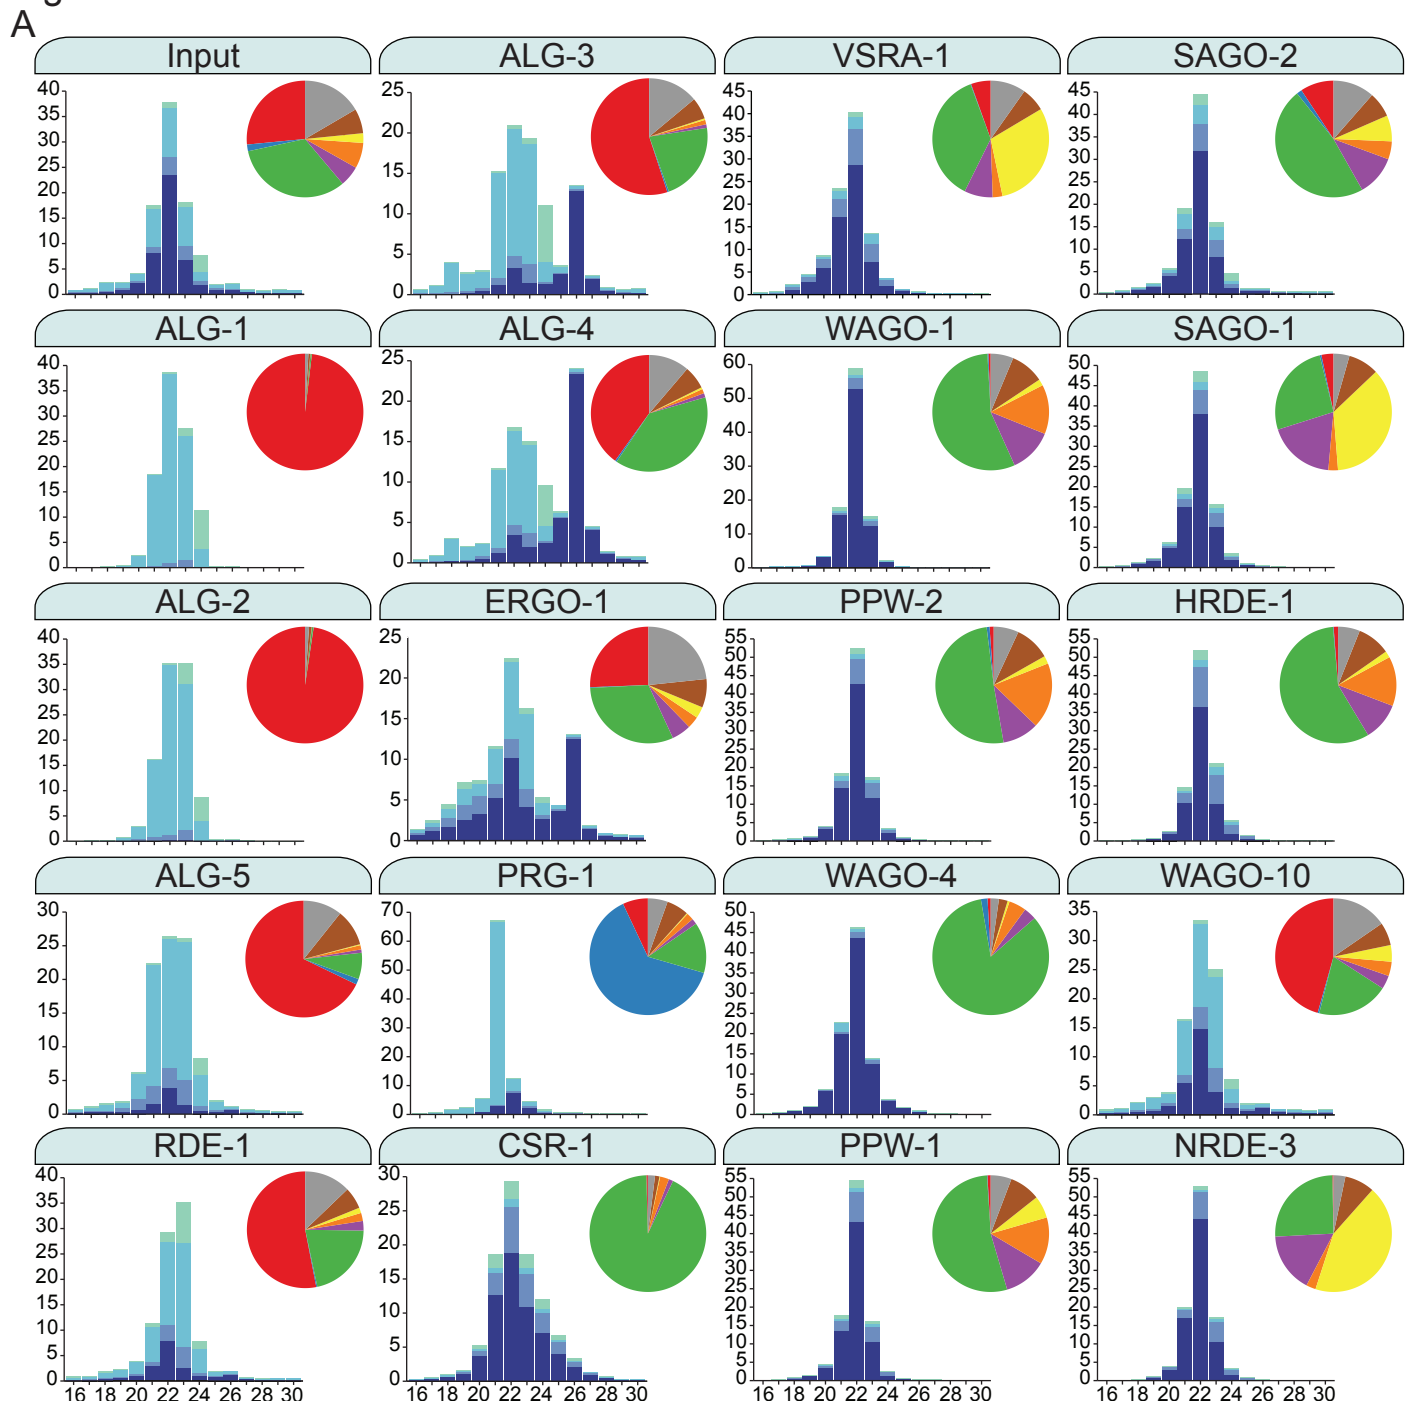 A
Input ALG-3 VSRA-1 SAGO-2
40 35 30 25 20 15 10 5 0
25 20 15 10 5 0
45 40 35 30 25 20 15 10 5 0
45 40 35 30 25 20 15 10 5 0
ALG-1 ALG-4 WAGO-1 SAGO-1
40 35 30 25 20 15 10 5 0
25 20 15 10 5 0
60 50 40 30 20 10 0
50 45 40 35 30 25 20 15 10 5 0
ALG-2 ERGO-1 PPW-2 HRDE-1
40 35 30 25 20 15 10 5 0
25 20 15 10 5 0
55 50 45 40 35 30 25 20 15 10 5 0
55 50 45 40 35 30 25 20 15 10 5 0
ALG-5 PRG-1 WAGO-4 WAGO-10
30 25 20 15 10 5 0
70 60 50 40 30 20 10 0
50 45 40 35 30 25 20 15 10 5 0
35 30 25 20 15 10 5 0
RDE-1 CSR-1 PPW-1 NRDE-3
40 35 30 25 20 15 10 5 0
30 25 20 15 10 5 0
55 50 45 40 35 30 25 20 15 10 5 0
55 50 45 40 35 30 25 20 15 10 5 0
16 18 20 22 24 26 28 30
16 18 20 22 24 26 28 30
16 18 20 22 24 26 28 30
16 18 20 22 24 26 28 30